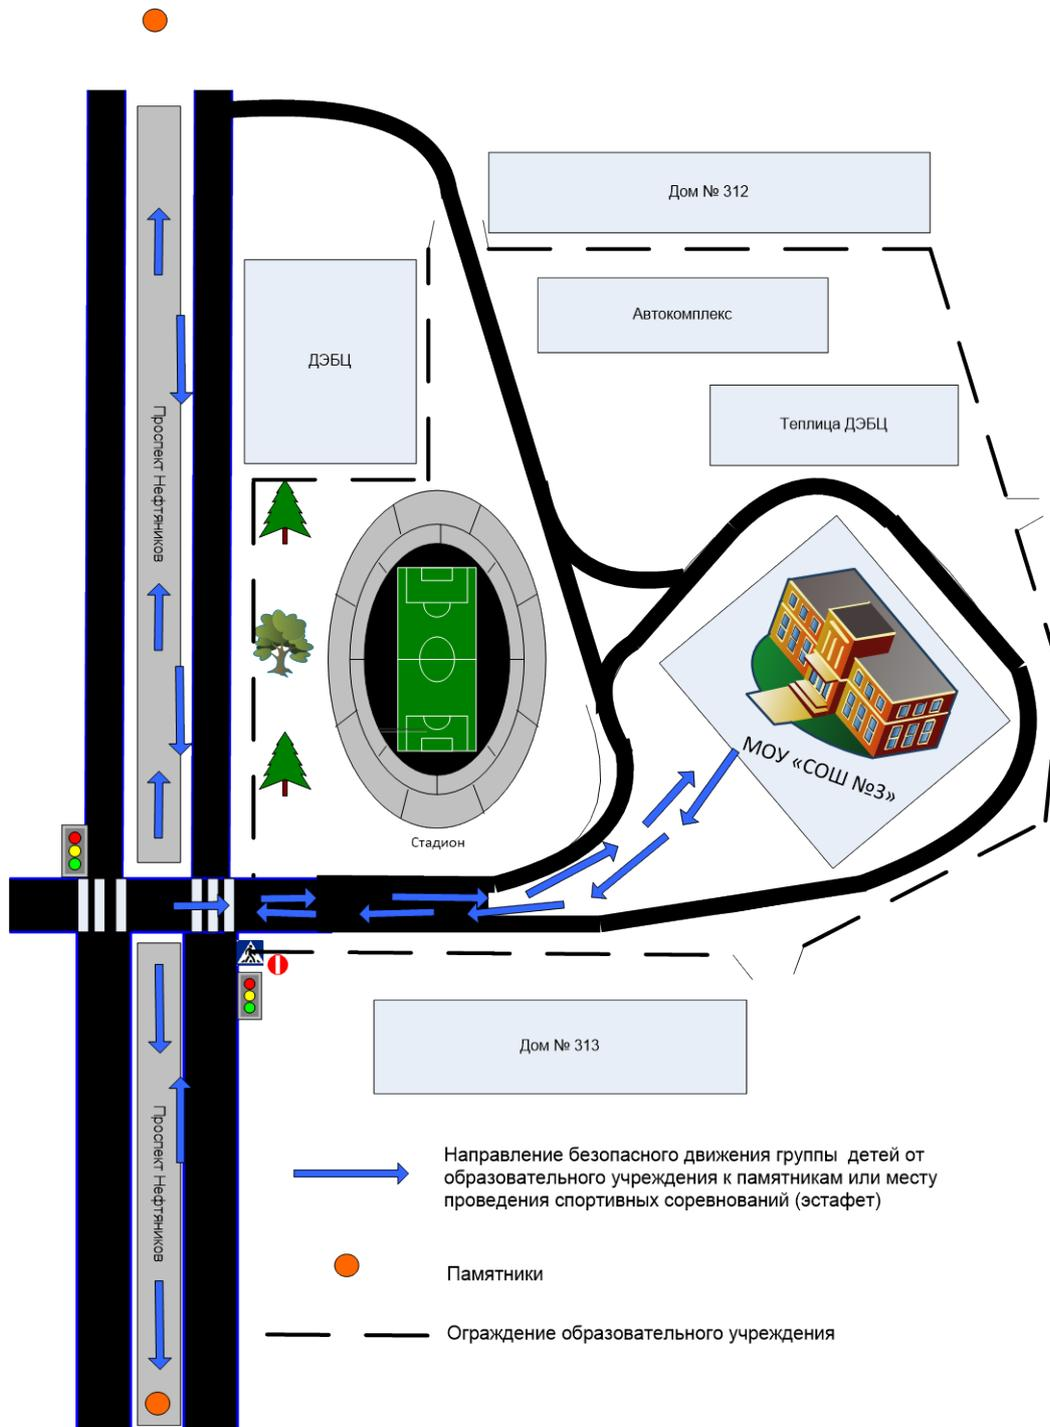 Дом № 312
Автокомплекс
ДЭБЦ
Теплица ДЭБЦ
Проспект Нефтяников
МОУ «СОШ №3»
Стадион
Дом № 313
Проспект Нефтяников
Направление безопасного движения группы детей от
образовательного учреждения к памятникам или месту
проведения спортивных соревнований (эстафет)
Памятники
Ограждение образовательного учреждения